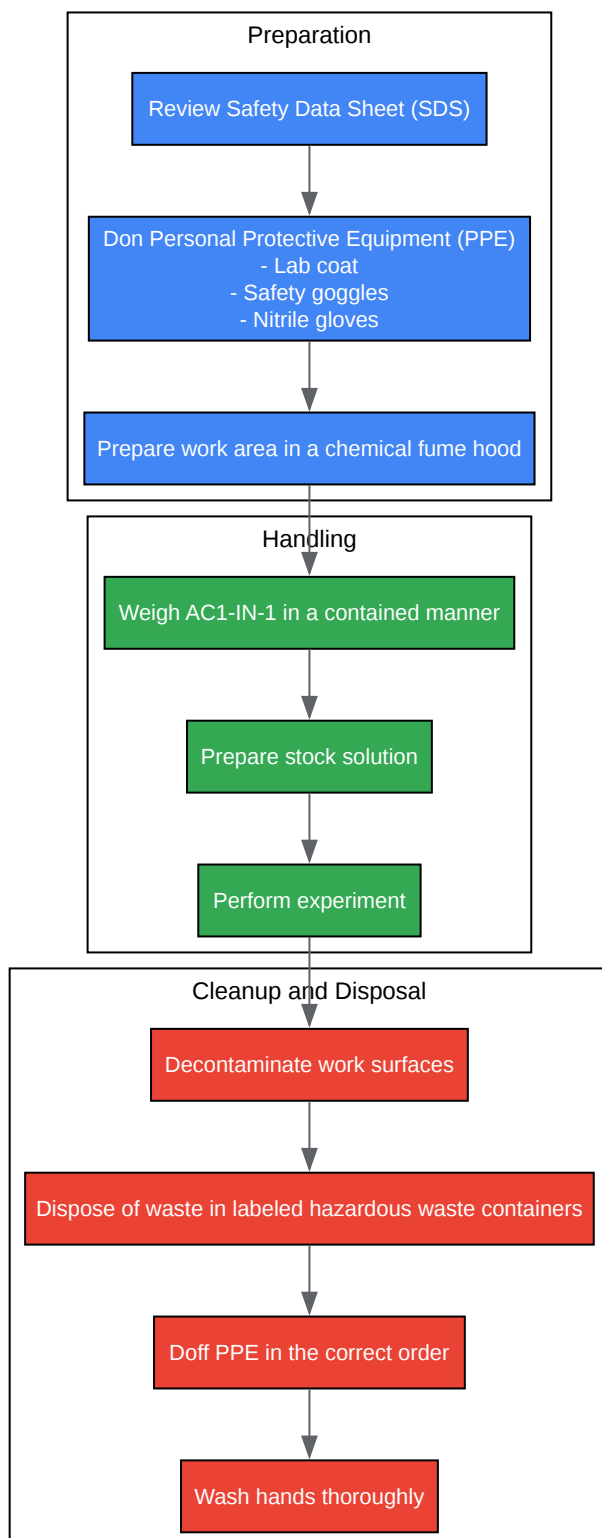 Preparation
Review Safety Data Sheet (SDS)
Don Personal Protective Equipment (PPE)
- Lab coat
- Safety goggles
- Nitrile gloves
Prepare work area in a chemical fume hood
Handling
Weigh AC1-IN-1 in a contained manner
Prepare stock solution
Perform experiment
Cleanup and Disposal
Decontaminate work surfaces
Dispose of waste in labeled hazardous waste containers
Doff PPE in the correct order
Wash hands thoroughly